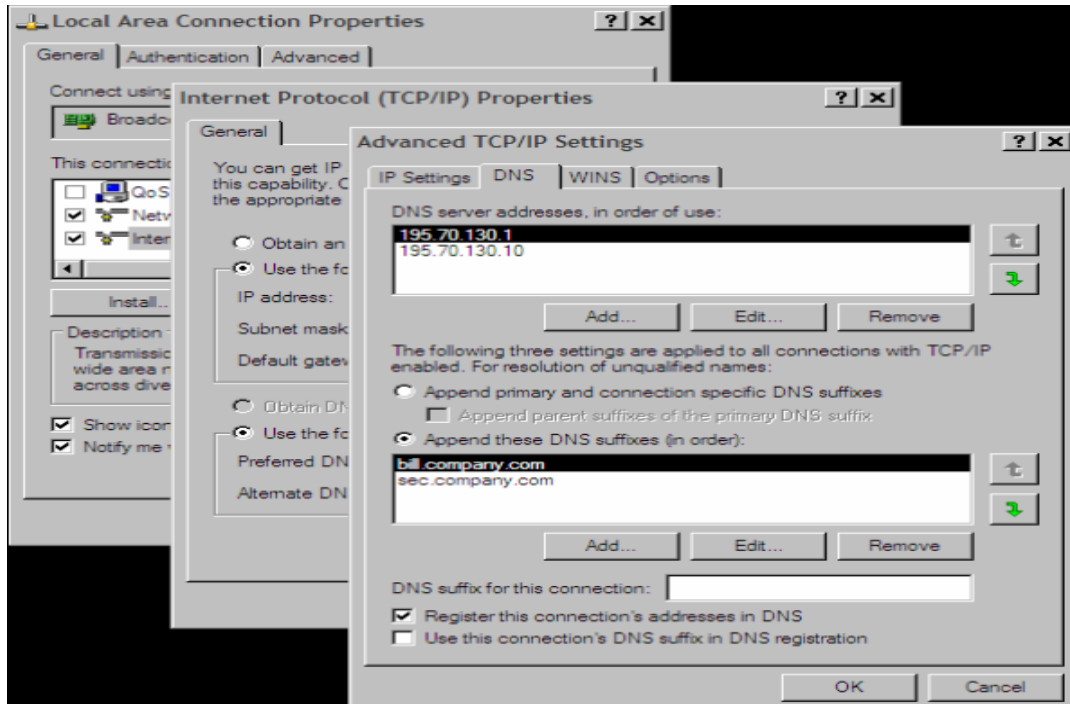 Local Area Connection Properties
General Authentication Advanced
Connect using
This connectio
QoS
Netw
Inter
Install..
Description
Transmissic
wide area n
across dive
Show icon
Notify me
Internet Protocol (TCP/IP) Properties
General
You can get IP
this capability. C
the appropriate
Obtain an
Use the fo
IP address:
Subnet mask
Default gatew
Obtain DN
Use the fo
Preferred DN
Alternate DN
Advanced TCP/IP Settings
IP Settings DNS WINS Options
DNS server addresses, in order of use:
195.70.130.1
195.70.130.10
Add... Edit... Remove
The following three settings are applied to all connections with TCP/IP
enabled. For resolution of unqualified names:
Append primary and connection specific DNS suffixes
Append parent suffixes of the primary DNS suffix
Append these DNS suffixes (in order):
bill.company.com
sec.company.com
Add... Edit... Remove
DNS suffix for this connection:
Register this connection's addresses in DNS
Use this connection's DNS suffix in DNS registration
OK Cancel